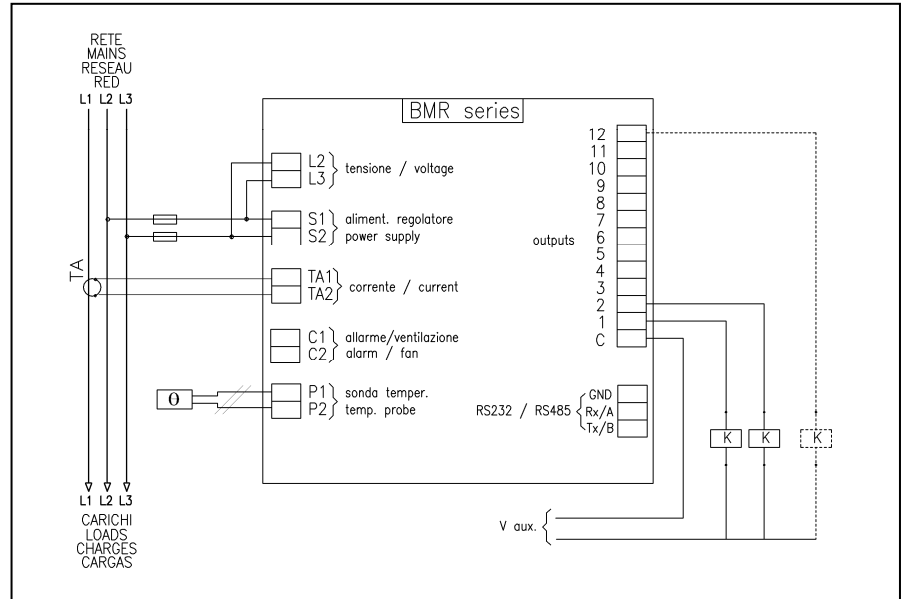 RETE
MAINS
RESEAU
RED
L1 L2 L3
BMR series
L2
L3
tensione / voltage
S1
S2
aliment. regolatore
power supply
TA
TA1
TA2
corrente / current
C1
C2
allarme/ventilazione
alarm / fan
θ
P1
P2
sonda temper.
temp. probe
outputs
12
11
10
9
8
7
6
5
4
3
2
1
C
RS232 / RS485
GND
Rx/A
Tx/B
K
K
K
V aux.
L1 L2 L3
CARICHI
LOADS
CHARGES
CARGAS